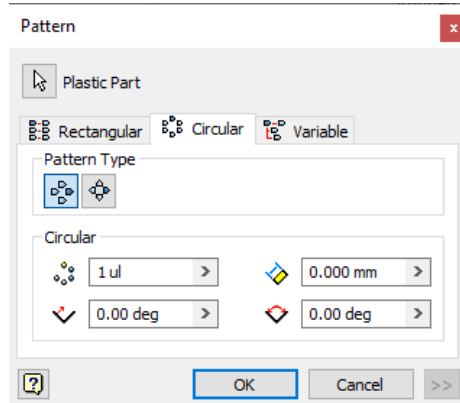 Pattern
x
Plastic Part
Rectangular Circular Variable
Pattern Type
Circular
1 ul > 0.000 mm >
0.00 deg > 0.00 deg >
? OK Cancel >>